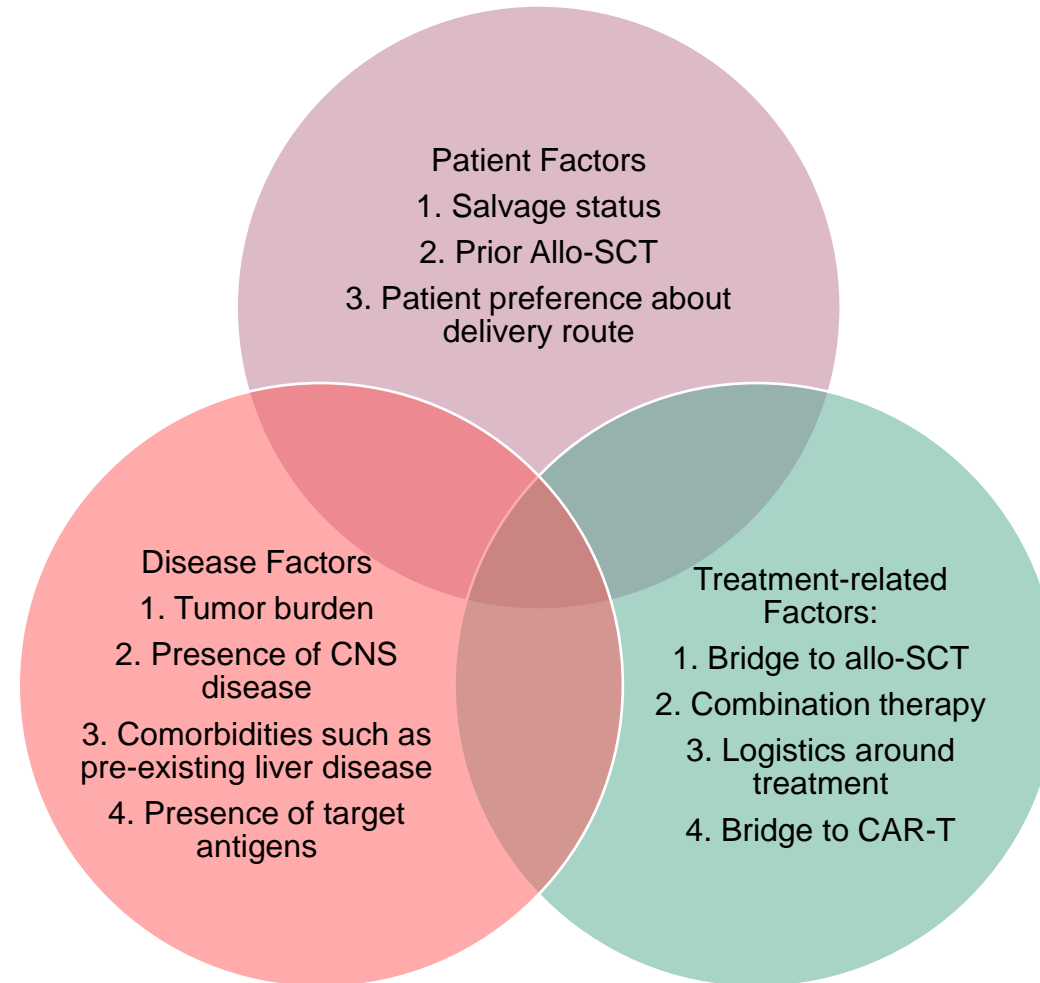 Patient Factors
1. Salvage status
2. Prior Allo-SCT
3. Patient preference about
delivery route
Disease Factors
1. Tumor burden
2. Presence of CNS
disease
3. Comorbidities such as
pre-existing liver disease
4. Presence of target
antigens
Treatment-related
Factors:
1. Bridge to allo-SCT
2. Combination therapy
3. Logistics around
treatment
4. Bridge to CAR-T